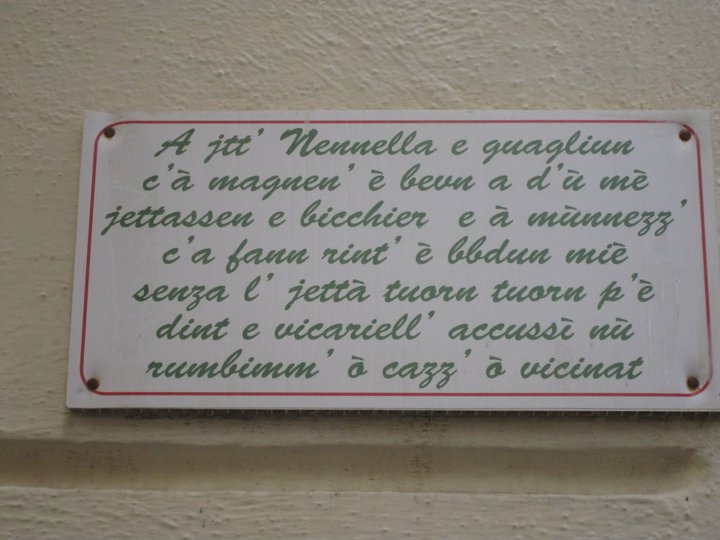 A jtt' Nennella e guagliun
c'à magnen' è bevn a d'ù mè
jettassen e bicchier e à mùnnezz'
c'a fann rint' è bbdun miè
senza l' jettà tuorn tuorn p'è
dint e vicariell' accussì nù
rumbimm' ò cazz' ò vicinat